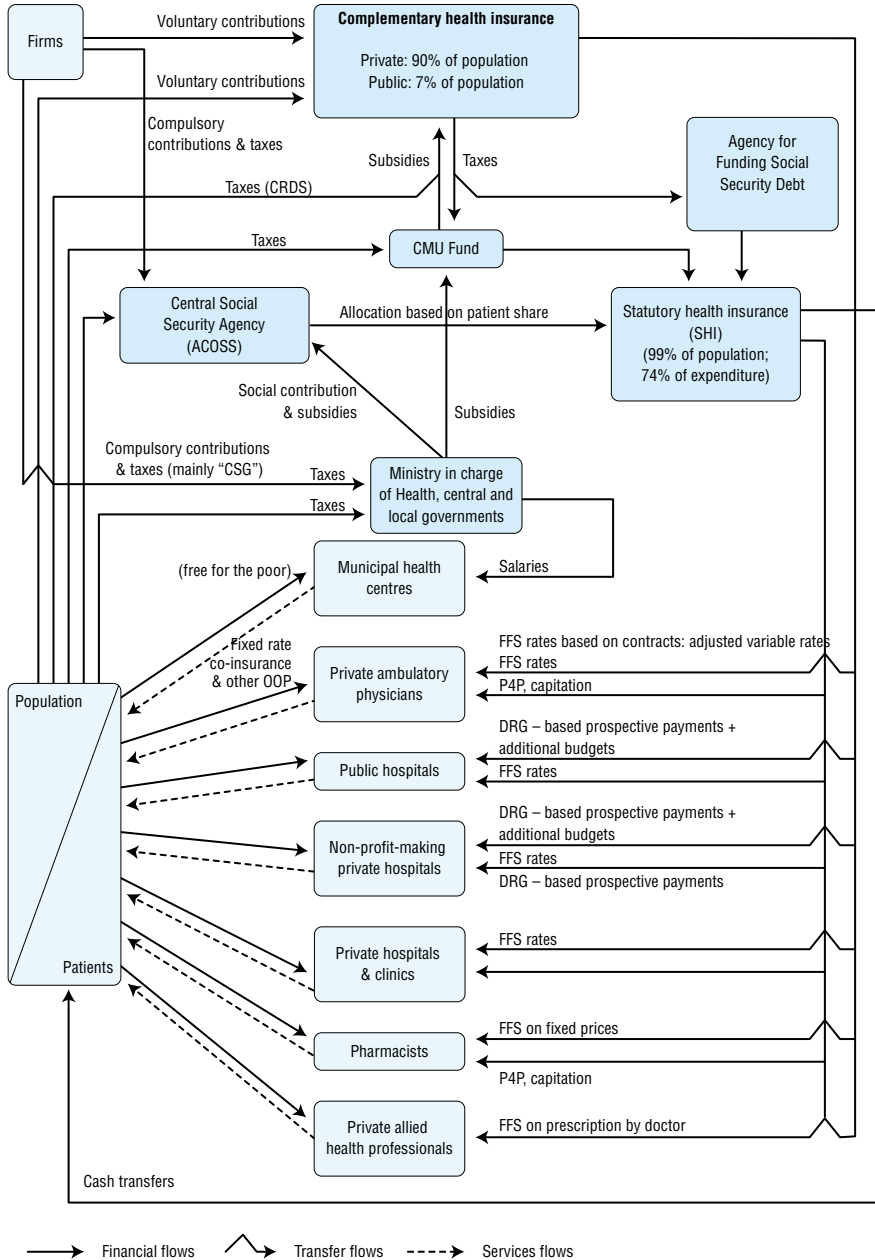 Firms
Voluntary contributions
Complementary health insurance
Private: 90% of population
Public: 7% of population
Voluntary contributions
Compulsory
contributions & taxes
Subsidies
Taxes
Agency for
Funding Social
Security Debt
Taxes (CRDS)
Taxes
CMU Fund
Central Social
Security Agency
(ACOSS)
Allocation based on patient share
Statutory health insurance
(SHI)
(99% of population;
74% of expenditure)
Social contribution
& subsidies
Subsidies
Compulsory contributions
& taxes (mainly “CSG”)
Taxes
Taxes
Ministry in charge
of Health, central and
local governments
(free for the poor)
Municipal health
centres
Salaries
Fixed rate
co-insurance
& other OOP
Private ambulatory
physicians
FFS rates based on contracts: adjusted variable rates
FFS rates
P4P, capitation
Population
Patients
Public hospitals
DRG – based prospective payments +
additional budgets
FFS rates
Non-profit-making
private hospitals
DRG – based prospective payments +
additional budgets
FFS rates
DRG – based prospective payments
Private hospitals
& clinics
FFS rates
Pharmacists
FFS on fixed prices
P4P, capitation
Private allied
health professionals
FFS on prescription by doctor
Cash transfers
Financial flows
Transfer flows
Services flows